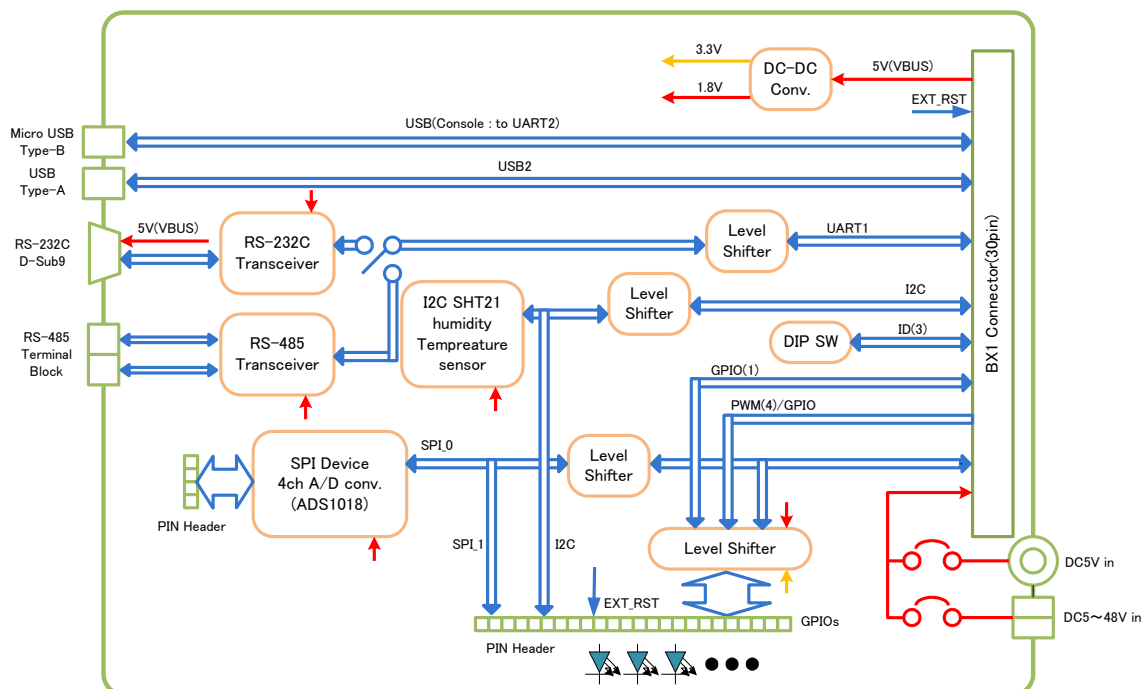 3.3V
DC-DC
Conv.
5V(VBUS)
1.8V
EXT_RST
Micro USB
Type-B
USB(Console : to UART2)
USB
Type-A
USB2
5V(VBUS)
RS-232C
D-Sub9
RS-232C
Transceiver
Level
Shifter
UART1
BX1 Connector(30pin)
I2C SHT21
humidity
Tempreature
sensor
Level
Shifter
I2C
RS-485
Terminal
Block
RS-485
Transceiver
DIP SW
ID(3)
GPIO(1)
PWM(4)/GPIO
SPI Device
4ch A/D conv.
(ADS1018)
SPI_0
Level
Shifter
PIN Header
SPI_1
I2C
Level Shifter
DC5V in
EXT_RST
GPIOs
DC5～48V in
PIN Header